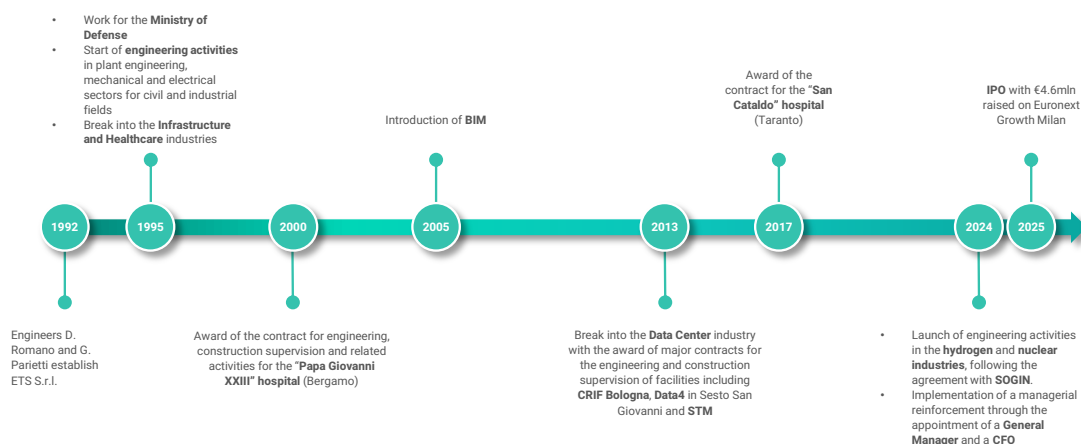 • Work for the Ministry of
Defense
• Start of engineering activities
in plant engineering,
mechanical and electrical
sectors for civil and industrial
fields
• Break into the Infrastructure
and Healthcare industries
Introduction of BIM
Award of the
contract for the “San
Cataldo” hospital
(Taranto)
IPO with €4.6mln
raised on Euronext
Growth Milan
1992
1995
2000
2005
2013
2017
2024
2025
Engineers D.
Romano and G.
Parietti establish
ETS S.r.l.
Award of the contract for engineering,
construction supervision and related
activities for the “Papa Giovanni
XXIII” hospital (Bergamo)
Break into the Data Center industry
with the award of major contracts for
the engineering and construction
supervision of facilities including
CRIF Bologna, Data4 in Sesto San
Giovanni and STM
• Launch of engineering activities
in the hydrogen and nuclear
industries, following the
agreement with SOGIN.
• Implementation of a managerial
reinforcement through the
appointment of a General
Manager and a CFO